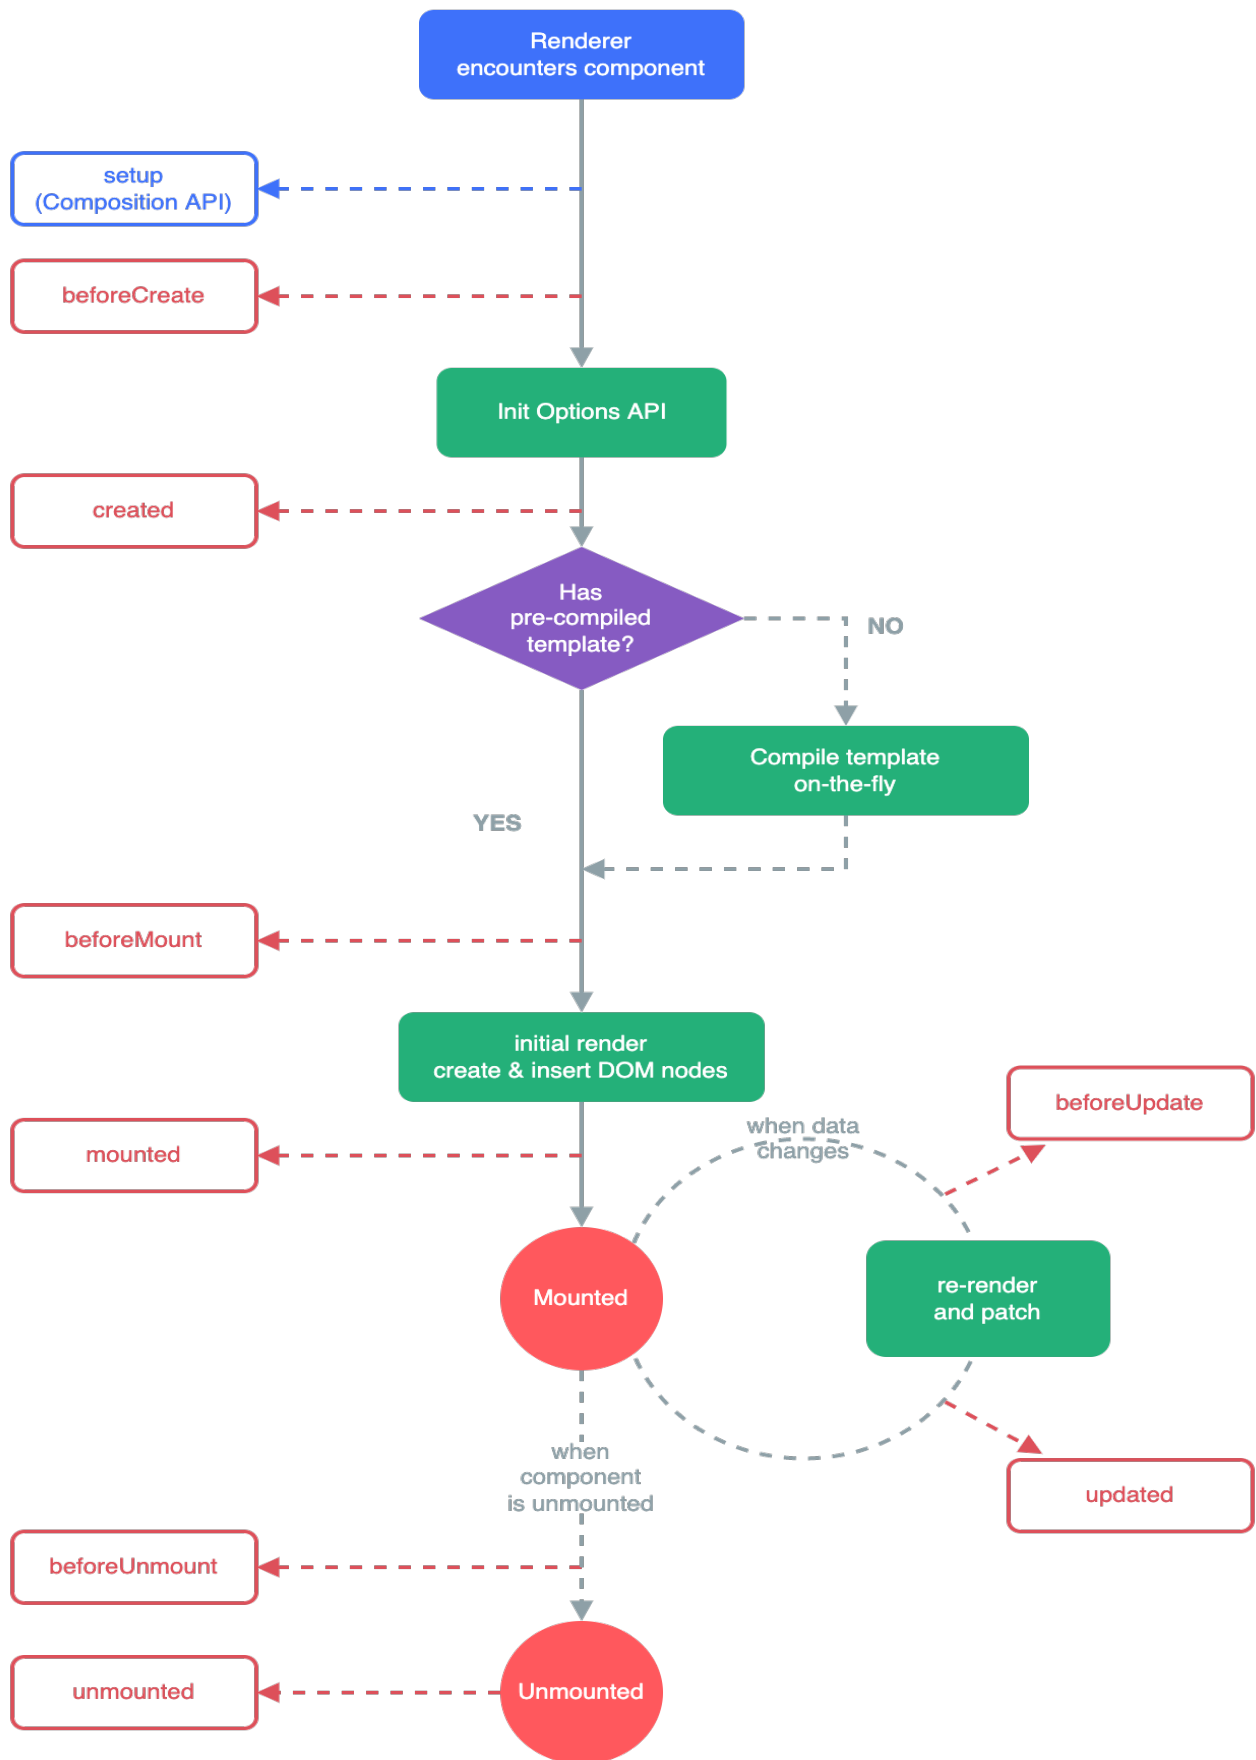 Renderer
encounters component
setup
(Composition API)
beforeCreate
Init Options API
created
Has
pre-compiled
template?
NO
Compile template
on-the-fly
YES
beforeMount
initial render
create & insert DOM nodes
beforeUpdate
when data
changes
mounted
re-render
and patch
Mounted
when
component
is unmounted
updated
beforeUnmount
unmounted
Unmounted